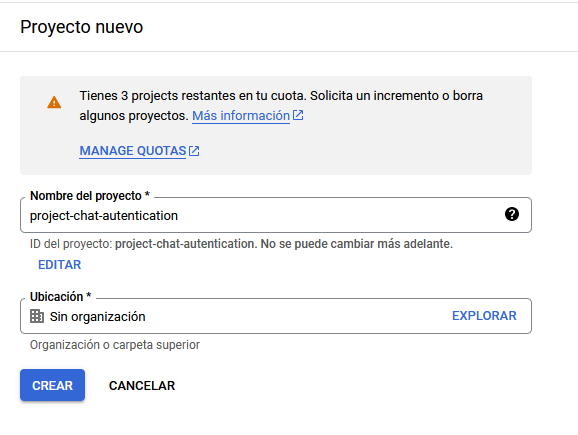 Proyecto nuevo
Tienes 3 projects restantes en tu cuota. Solicita un incremento o borra
algunos proyectos. Más información
MANAGE QUOTAS
Nombre del proyecto *
project-chat-autentication
ID del proyecto: project-chat-autentication. No se puede cambiar más adelante.
EDITAR
Ubicación *
Sin organización
EXPLORAR
Organización o carpeta superior
CREAR
CANCELAR